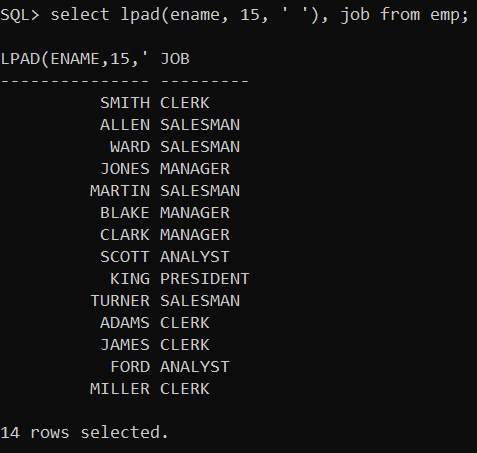 SQL> select lpad(ename, 15, ' '), job from emp;
LPAD(ENAME,15,' JOB
--------------- ---------
          SMITH CLERK
          ALLEN SALESMAN
           WARD SALESMAN
          JONES MANAGER
         MARTIN SALESMAN
          BLAKE MANAGER
          CLARK MANAGER
          SCOTT ANALYST
           KING PRESIDENT
         TURNER SALESMAN
          ADAMS CLERK
          JAMES CLERK
           FORD ANALYST
         MILLER CLERK
14 rows selected.